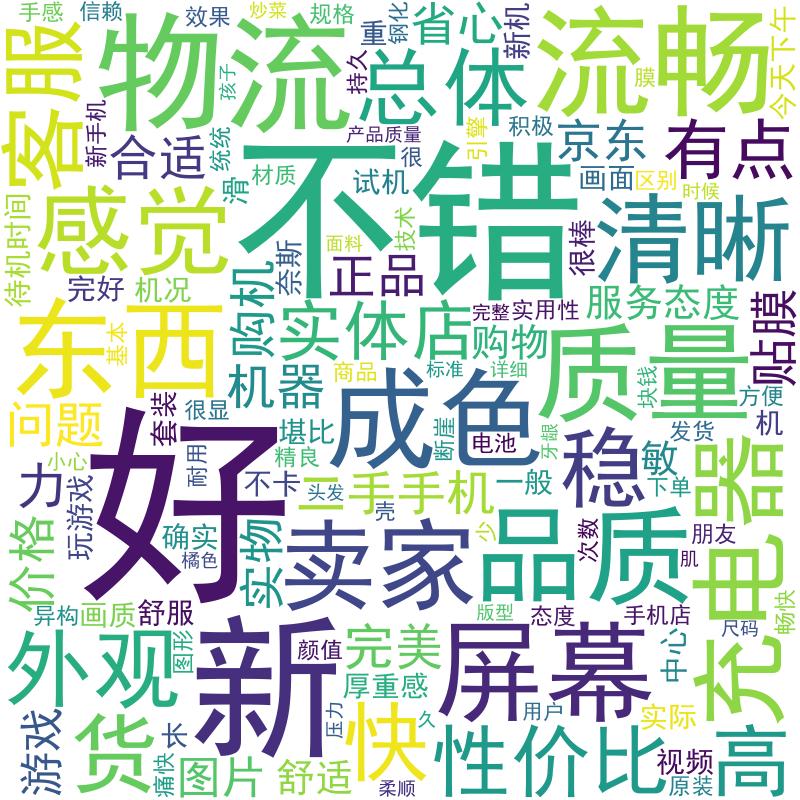 手感
信赖
效果
炒菜
规格
重
钢化
省心
新机
流畅
今天下午
客服
物流
孩子
持久
总体
膜
新手机
合适
统统
产品质量
很
引擎
积极
京东
有点
不错
滑
材质
试机
技术
画面
区别
时候
待机时间
感觉
面料
奈斯
正品
很棒
清晰
完好
机况
购机
完整
实用性
服务态度
贴膜
东西
基本
实体店
购物
质量
机器
商品
标准
详细
块钱
方便
问题
套装
很显
堪比
成色
断崖
电池
牙龈
稳
敏
发货
机
小心
好
耐用
精良
不卡
头发
二手手机
一般
下单
充电器
力
玩游戏
确实
橘色
实物
壳
卖家
少
品质
次数
朋友
肌
价格
异构
画质
舒服
版型
态度
手机店
尺码
畅快
外观
图形
新
颜值
完美
屏幕
中心
厚重感
游戏
货
长
痛快
图片
舒适
压力
快
久
柔顺
用户
性价比
实际
视频
原装
高